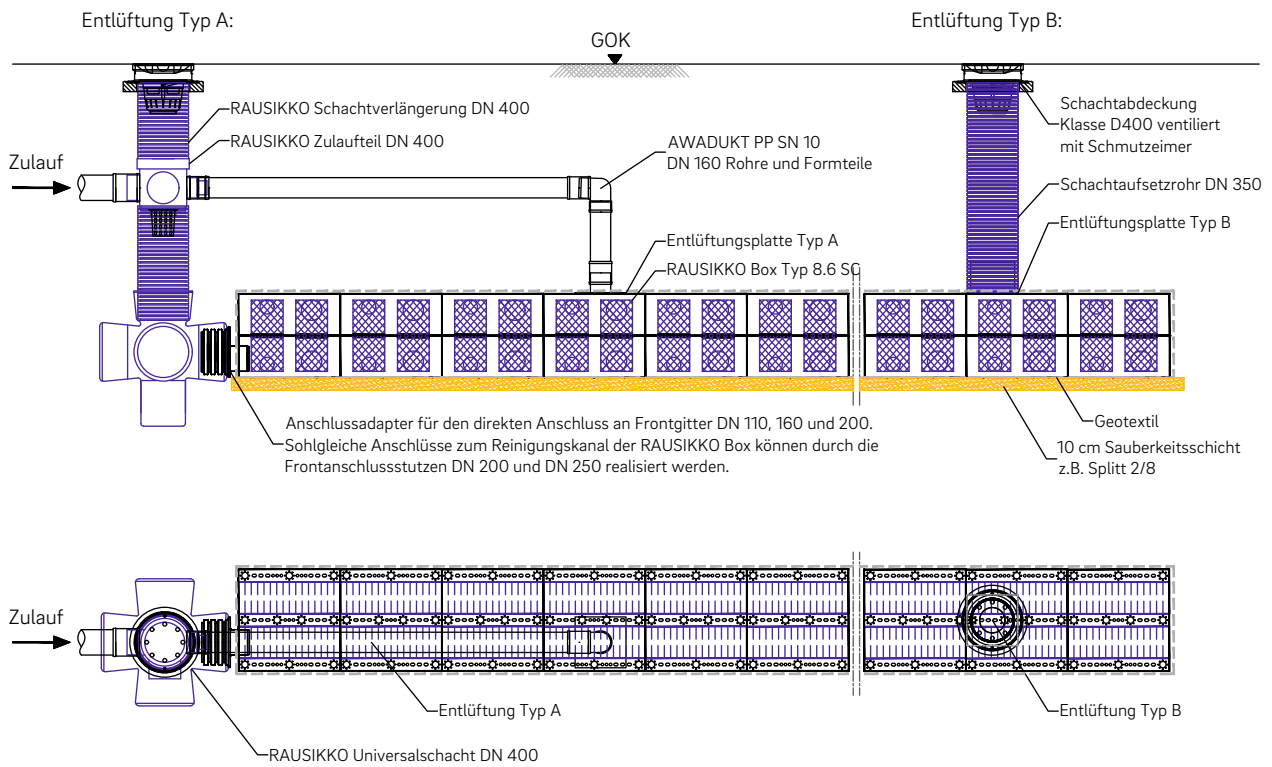 Entlüftung Typ A:
Entlüftung Typ B:
GOK
RAUSIKKO Schachtverlängerung DN 400
RAUSIKKO Zulaufteil DN 400
Zulauf
AWADUKT PP SN 10
DN 160 Rohre und Formteile
Schachtabdeckung
Klasse D400 ventiliert
mit Schmutzeimer
Schachtaufsetzrohr DN 350
Entlüftungsplatte Typ A
RAUSIKKO Box Typ 8.6 SC
Entlüftungsplatte Typ B
Anschlussadapter für den direkten Anschluss an Frontgitter DN 110, 160 und 200.
Sohlgleiche Anschlüsse zum Reinigungskanal der RAUSIKKO Box können durch die
Frontanschlussstutzen DN 200 und DN 250 realisiert werden.
Geotextil
10 cm Sauberkeitsschicht
z.B. Splitt 2/8
Zulauf
Entlüftung Typ A
Entlüftung Typ B
RAUSIKKO Universalschacht DN 400